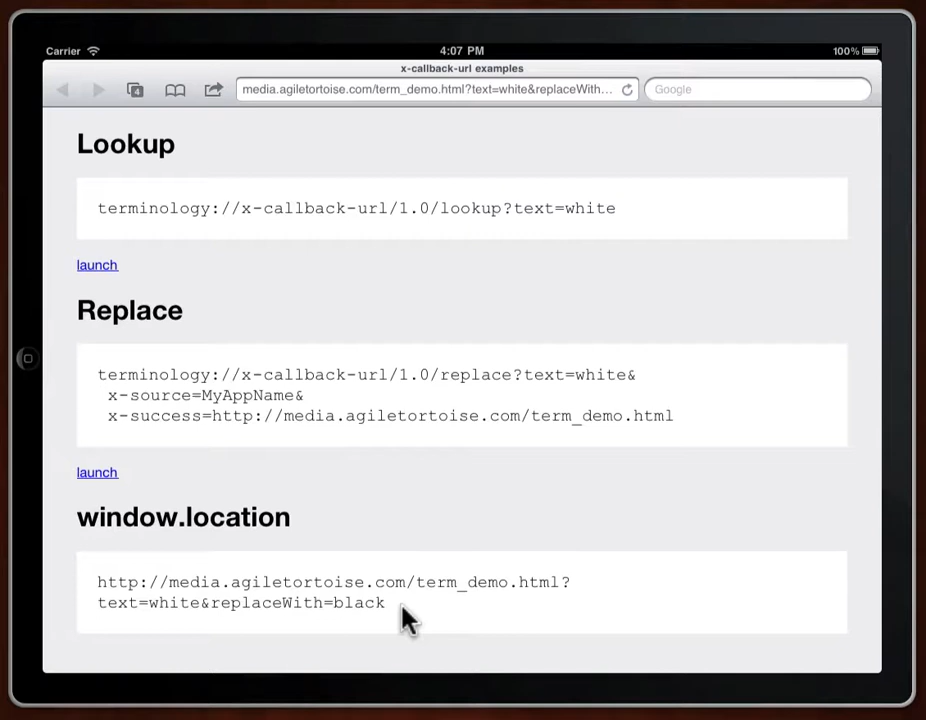 Carrier 4:07 PM 100%
x-callback-url examples
4 media.agiletortoise.com/term_demo.html?text=white&replaceWith... Google
Lookup
terminology://x-callback-url/1.0/lookup?text=white
launch
Replace
terminology://x-callback-url/1.0/replace?text=white&
x-source=MyAppName&
x-success=http://media.agiletortoise.com/term_demo.html
launch
window.location
http://media.agiletortoise.com/term_demo.html?
text=white&replaceWith=black